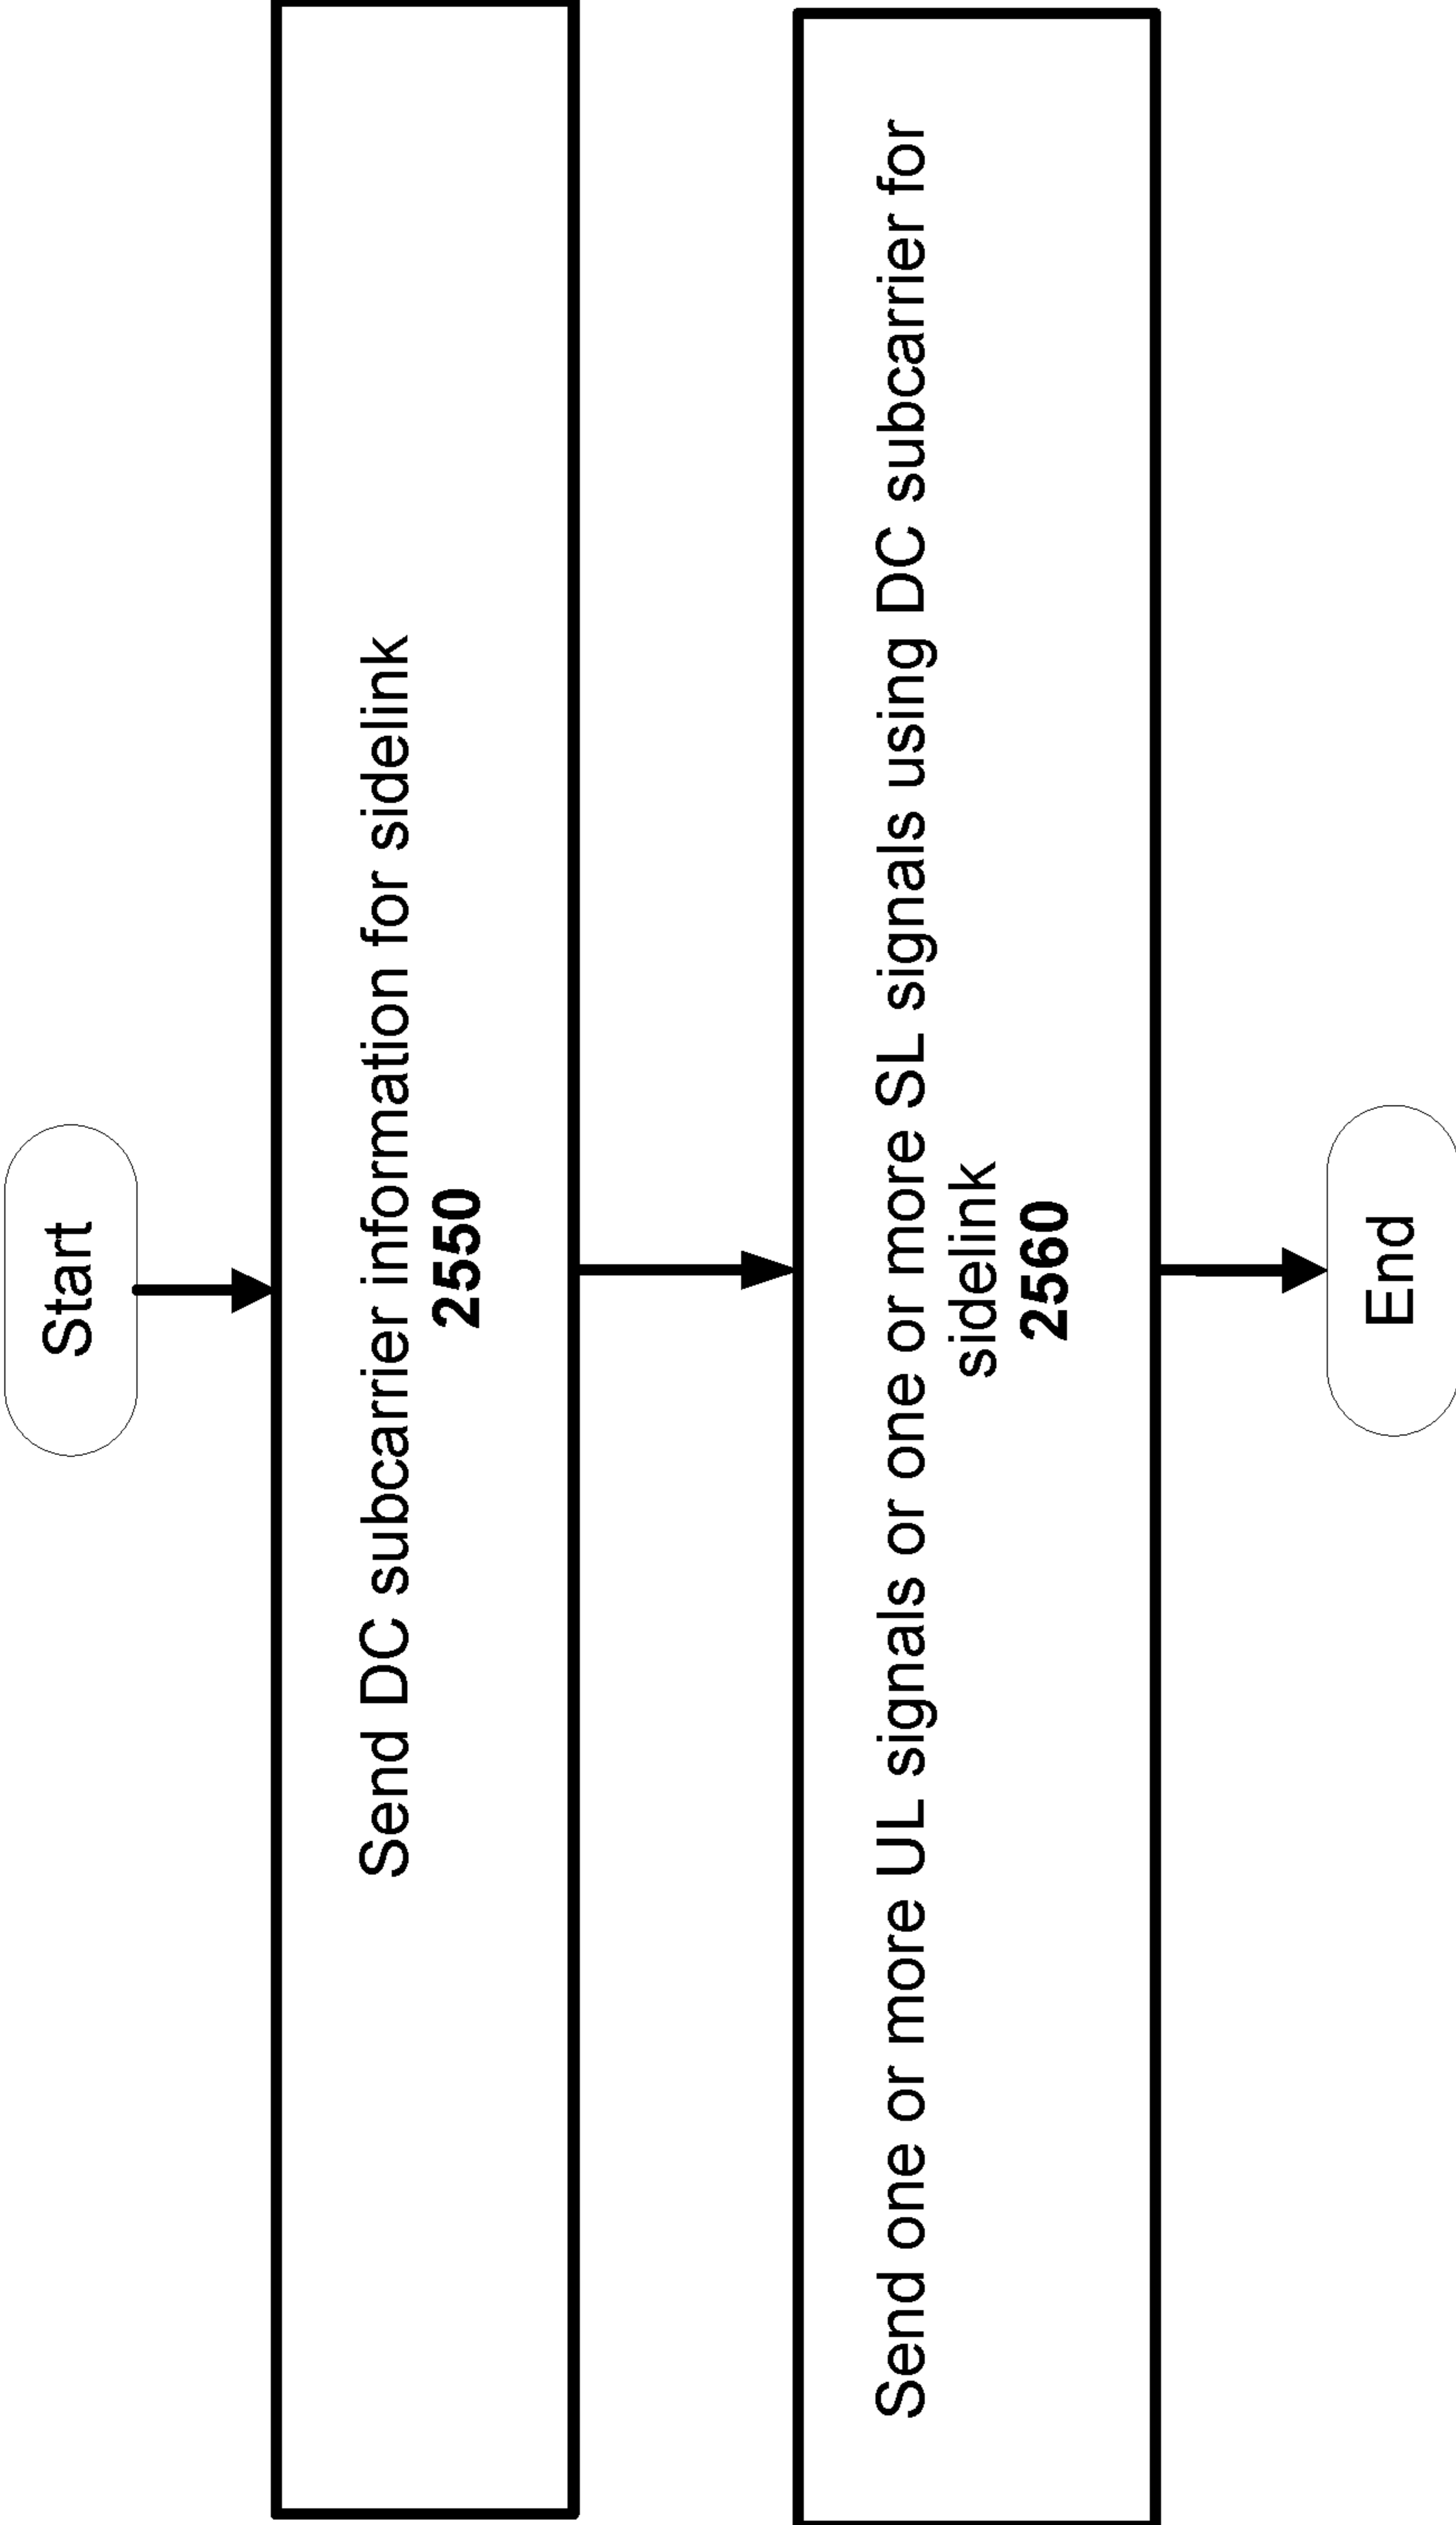 Start
Send DC subcarrier information for sidelink
2550
Send one or more UL signals or one or more SL signals using DC subcarrier for
sidelink
2560
End